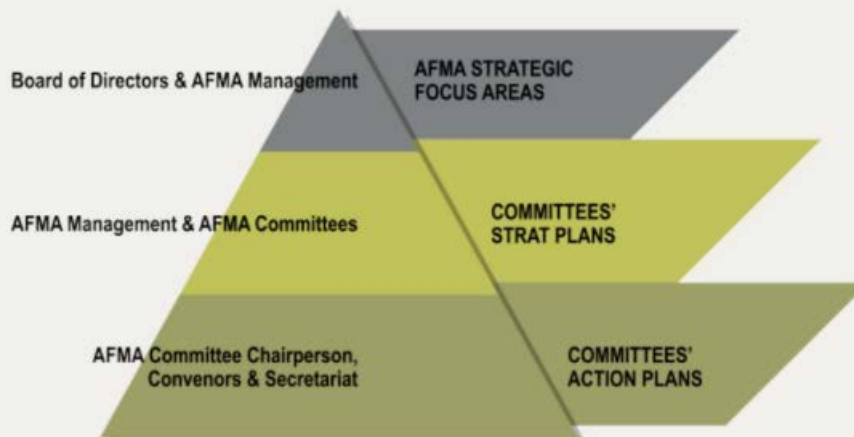 Board of Directors & AFMA Management
AFMA STRATEGIC
FOCUS AREAS
AFMA Management & AFMA Committees
COMMITTEES’
STRAT PLANS
AFMA Committee Chairperson,
Convenors & Secretariat
COMMITTEES’
ACTION PLANS